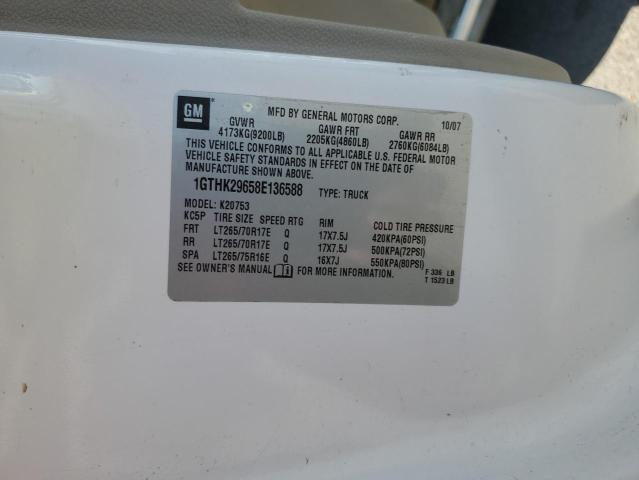 GM
MFD BY GENERAL MOTORS CORP. 10/07
GVWR GAWR FRT GAWR RR
4173KG(9200LB) 2205KG(4860LB) 2760KG(6084LB)
THIS VEHICLE CONFORMS TO ALL APPLICABLE U.S. FEDERAL MOTOR
VEHICLE SAFETY STANDARDS IN EFFECT ON THE DATE OF
MANUFACTURE SHOWN ABOVE.
1GTHK29658E136588 TYPE: TRUCK
MODEL: K20753
KC5P TIRE SIZE SPEED RTG RIM COLD TIRE PRESSURE
FRT LT265/70R17E Q 17X7.5J 420KPA(60PSI)
RR LT265/70R17E Q 17X7.5J 500KPA(72PSI)
SPA LT265/75R16E Q 16X7J 550KPA(80PSI)
SEE OWNER'S MANUAL i FOR MORE INFORMATION.
F 336 LB
T 1523 LB